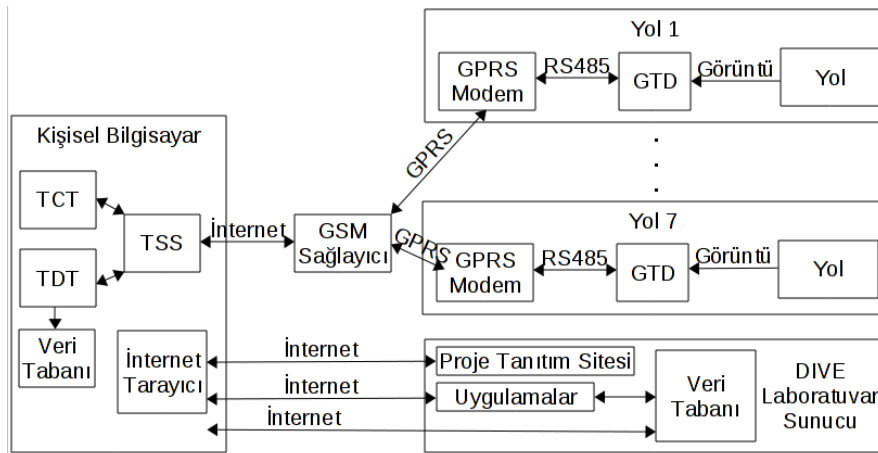 Yol 1
GPRS
Modem
RS485
GTD
Görüntü
Yol
Kişisel Bilgisayar
TCT
TSS
TDT
Veri
Tabanı
İnternet
Tarayıcı
İnternet
GSM
Sağlayıcı
GPRS
GPRS
Yol 7
GPRS
Modem
RS485
GTD
Görüntü
Yol
İnternet
Proje Tanıtım Sitesi
İnternet
Uygulamalar
İnternet
Veri
Tabanı
DIVE
Laboratuvar
Sunucu